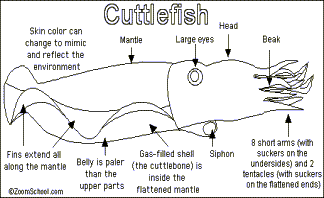 Cuttlefish
Skin color can
change to mimic
and reflect the
environment
Mantle
Large eyes
Head
Beak
Fins extend all
along the mantle
Belly is paler
than the
upper parts
Gas-filled shell
(the cuttlebone) is
inside the
flattened mantle
Siphon
8 short arms (with
suckers on the
undersides) and 2
tentacles (with suckers
on the flattened ends)
©ZoomSchool.com